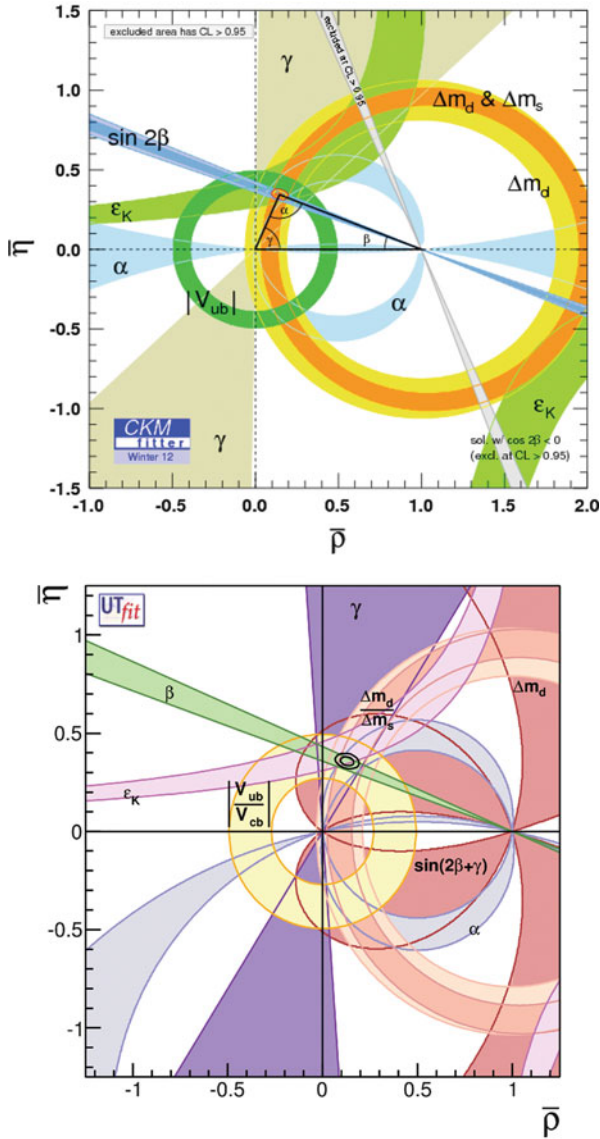 1.5
excluded area has CL > 0.95
excluded at CL > 0.95
γ
1.0
Δm_d & Δm_s
sin 2β
0.5
Δm_d
ε_K
α
η̄
0.0
γ
β
α
α
|V_ub|
-0.5
-1.0
ε_K
CKM
fitter
Winter 12
γ
sol. w/ cos 2β < 0
(excl. at CL > 0.95)
-1.5
-1.0
-0.5
0.0
0.5
1.0
1.5
2.0
ρ̄
η̄
UTfit
γ
1
β
Δm_d
Δm_s
Δm_d
0.5
ε_K
|V_ub
V_cb|
0
sin(2β+γ)
α
-0.5
-1
-1
-0.5
0
0.5
1
ρ̄